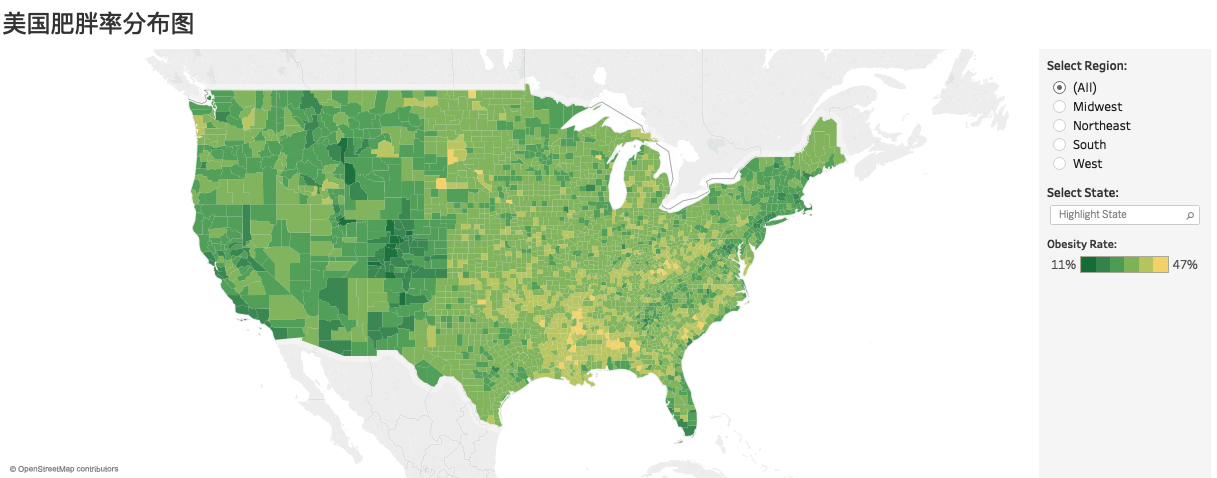 美国肥胖率分布图
Select Region:
(All)
Midwest
Northeast
South
West
Select State:
Highlight State
Obesity Rate:
11% 47%
© OpenStreetMap contributors